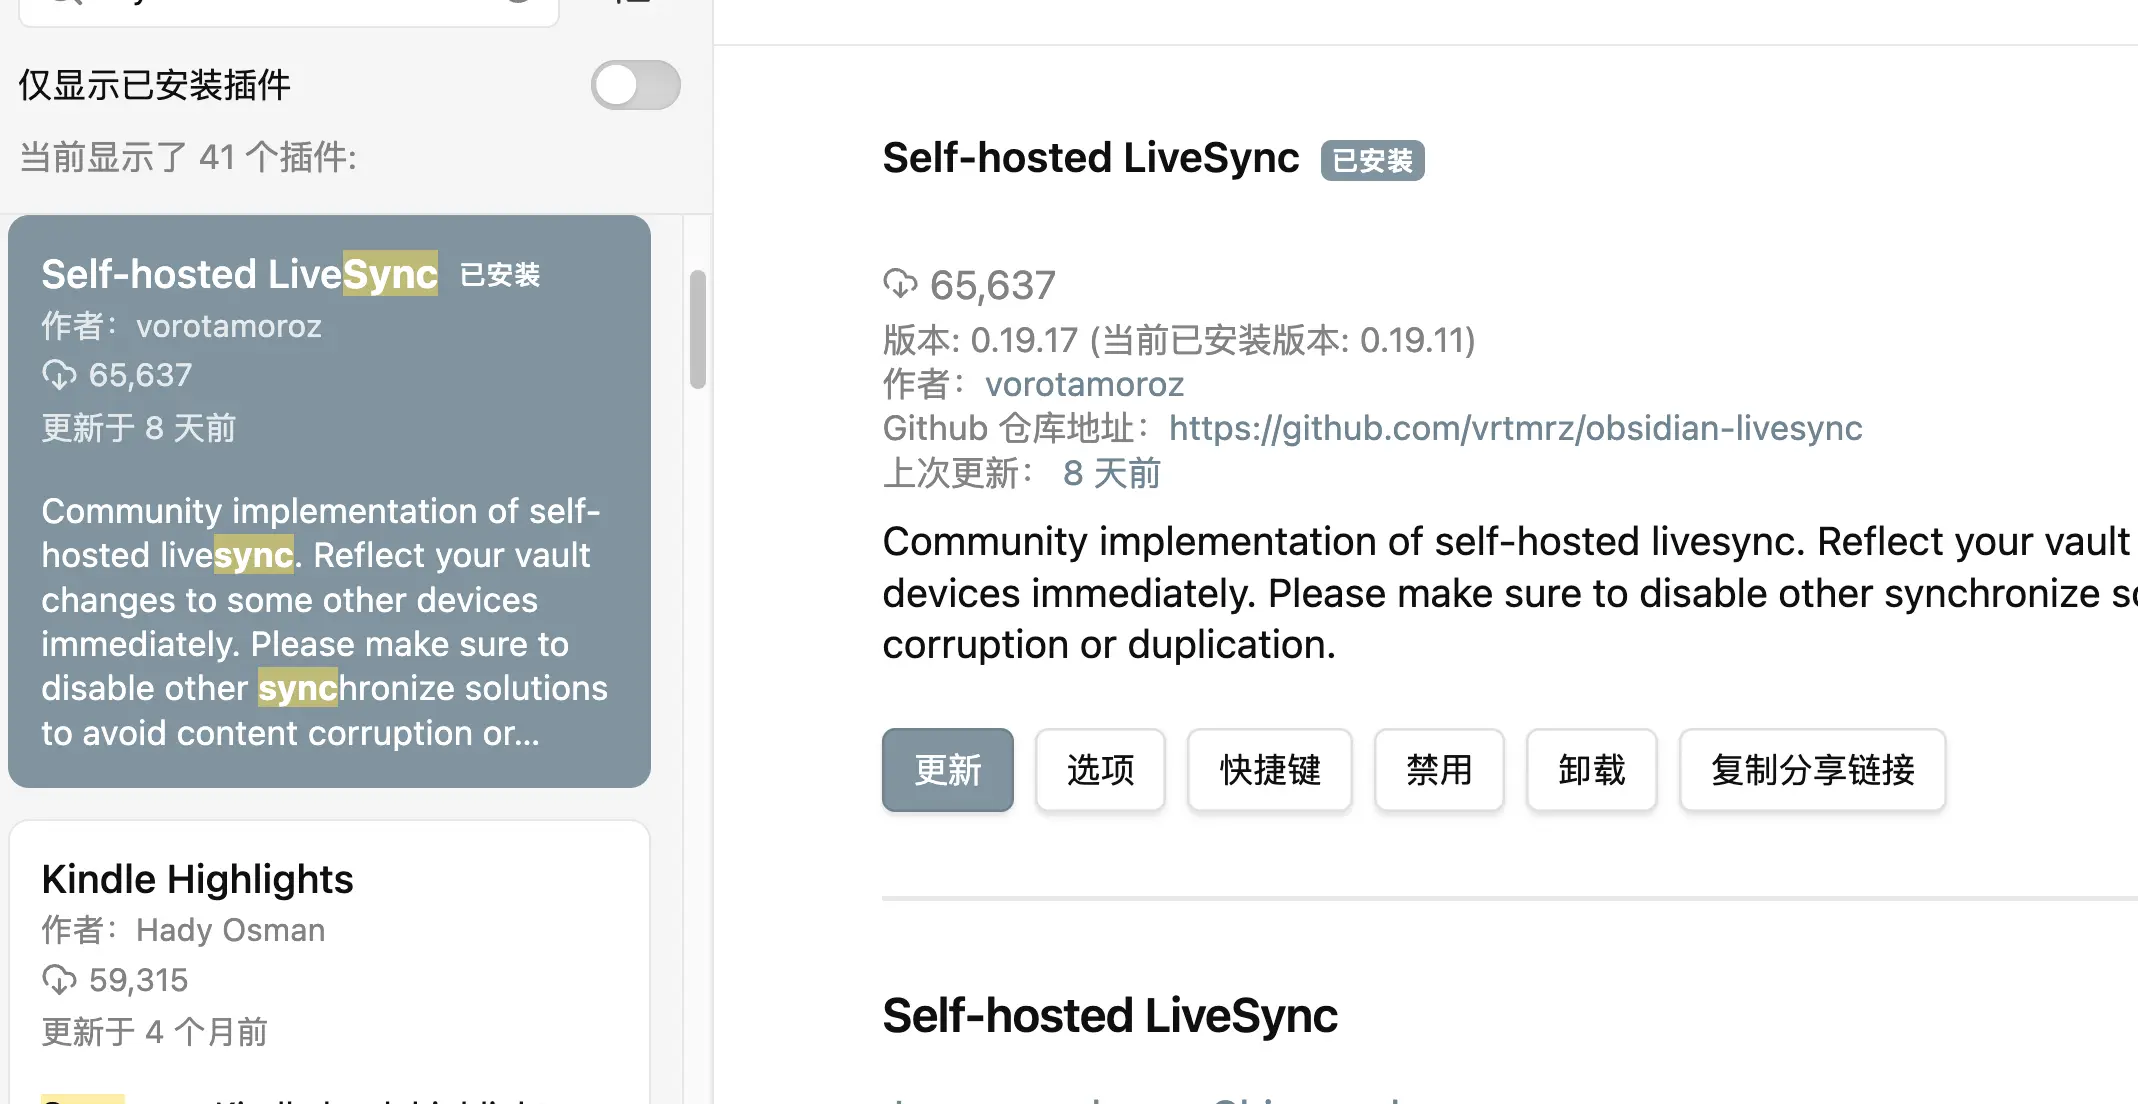 仅显示已安装插件
当前显示了 41 个插件:
Self-hosted LiveSync 已安装
作者： vorotamoroz
65,637
更新于 8 天前
Community implementation of self-
hosted livesync. Reflect your vault
changes to some other devices
immediately. Please make sure to
disable other synchronize solutions
to avoid content corruption or...
Kindle Highlights
作者： Hady Osman
59,315
更新于 4 个月前
Self-hosted LiveSync 已安装
65,637
版本: 0.19.17 (当前已安装版本: 0.19.11)
作者： vorotamoroz
Github 仓库地址： https://github.com/vrtmrz/obsidian-livesync
上次更新： 8 天前
Community implementation of self-hosted livesync. Reflect your vault
devices immediately. Please make sure to disable other synchronize
corruption or duplication.
更新 选项 快捷键 禁用 卸载 复制分享链接
Self-hosted LiveSync